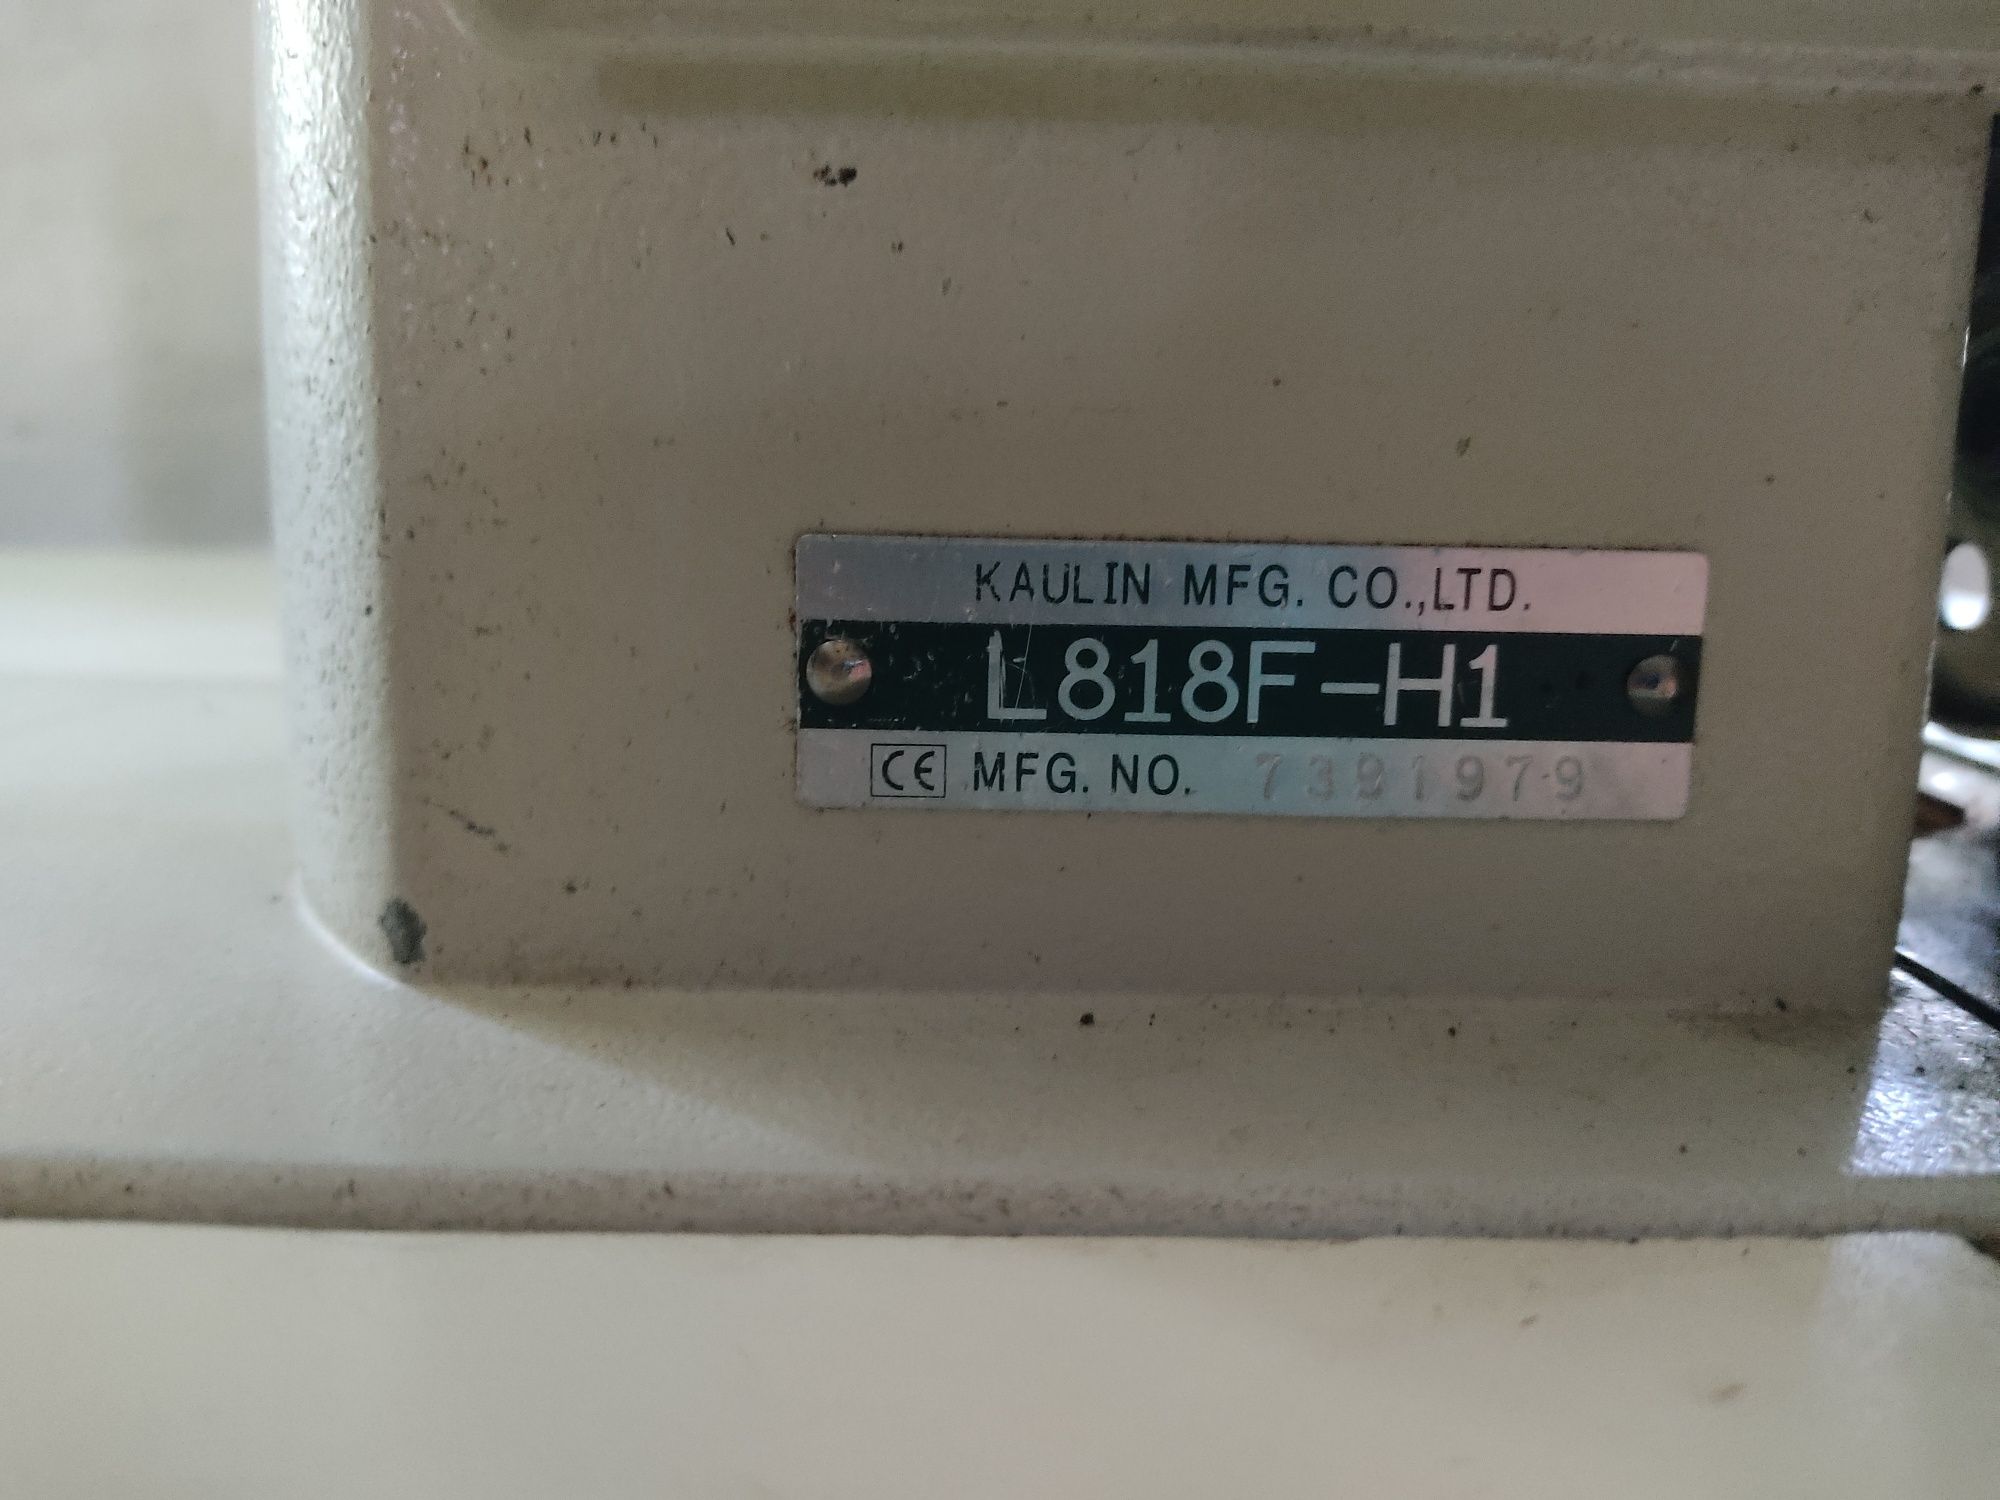 KAULIN MFG. CO.,LTD.
L818F-H1
CE MFG. NO. 7391979